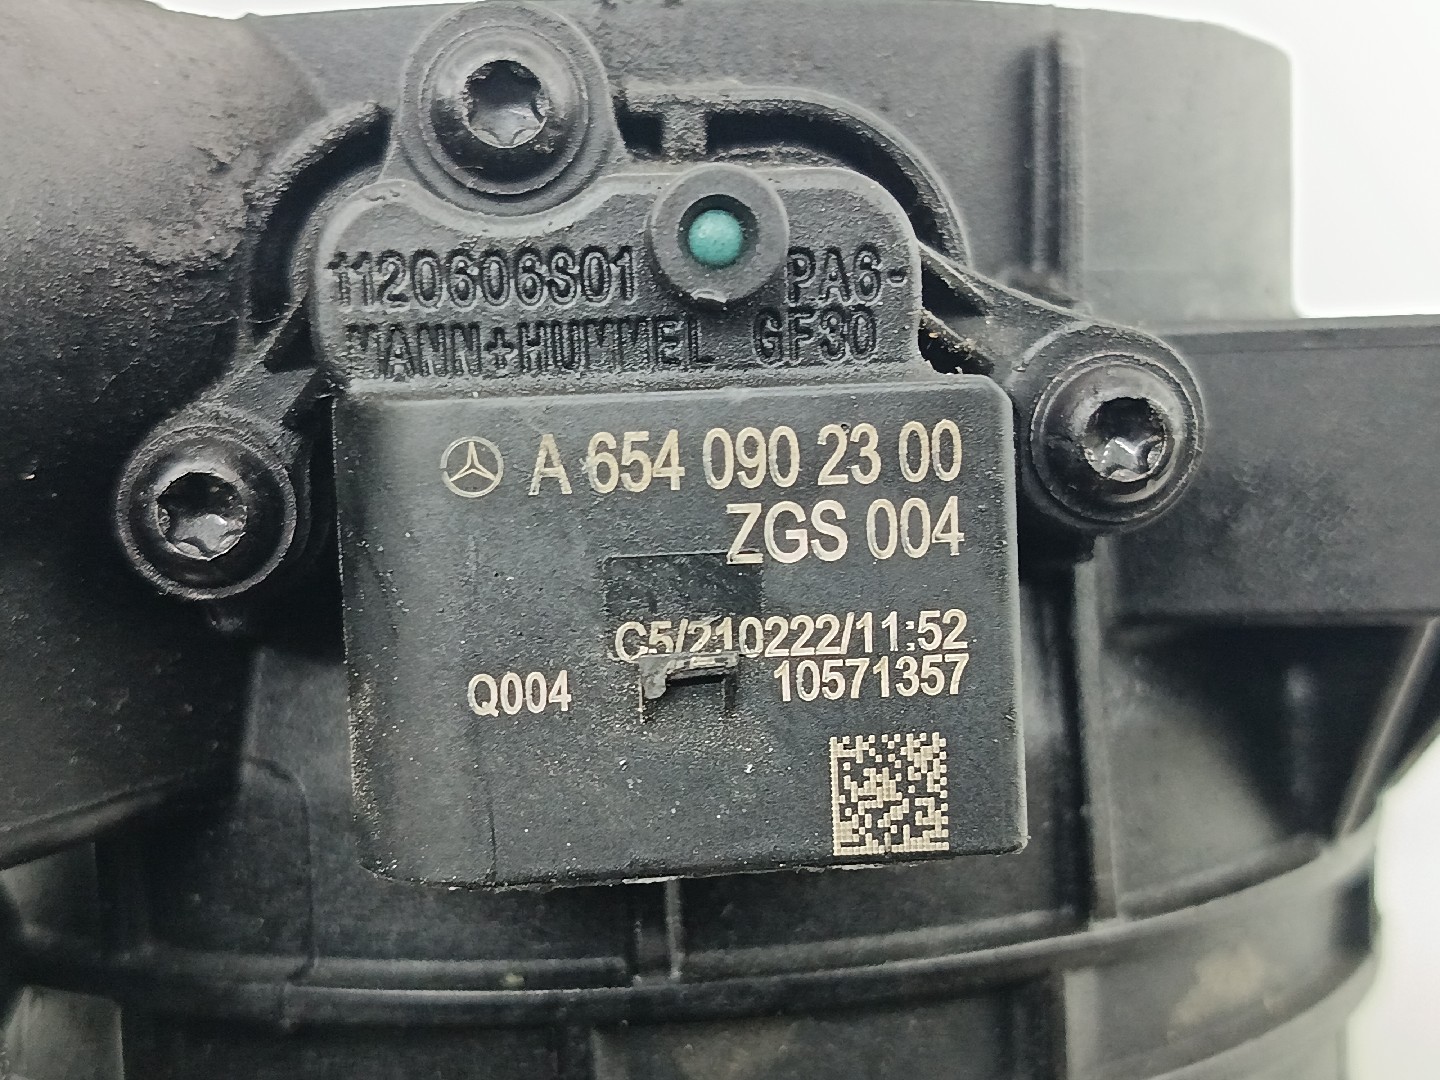 1120606S01 PA6-
MANN+HUMMEL GF30
A 654 090 23 00
ZGS 004
C5/210222/11:52
Q004 10571357